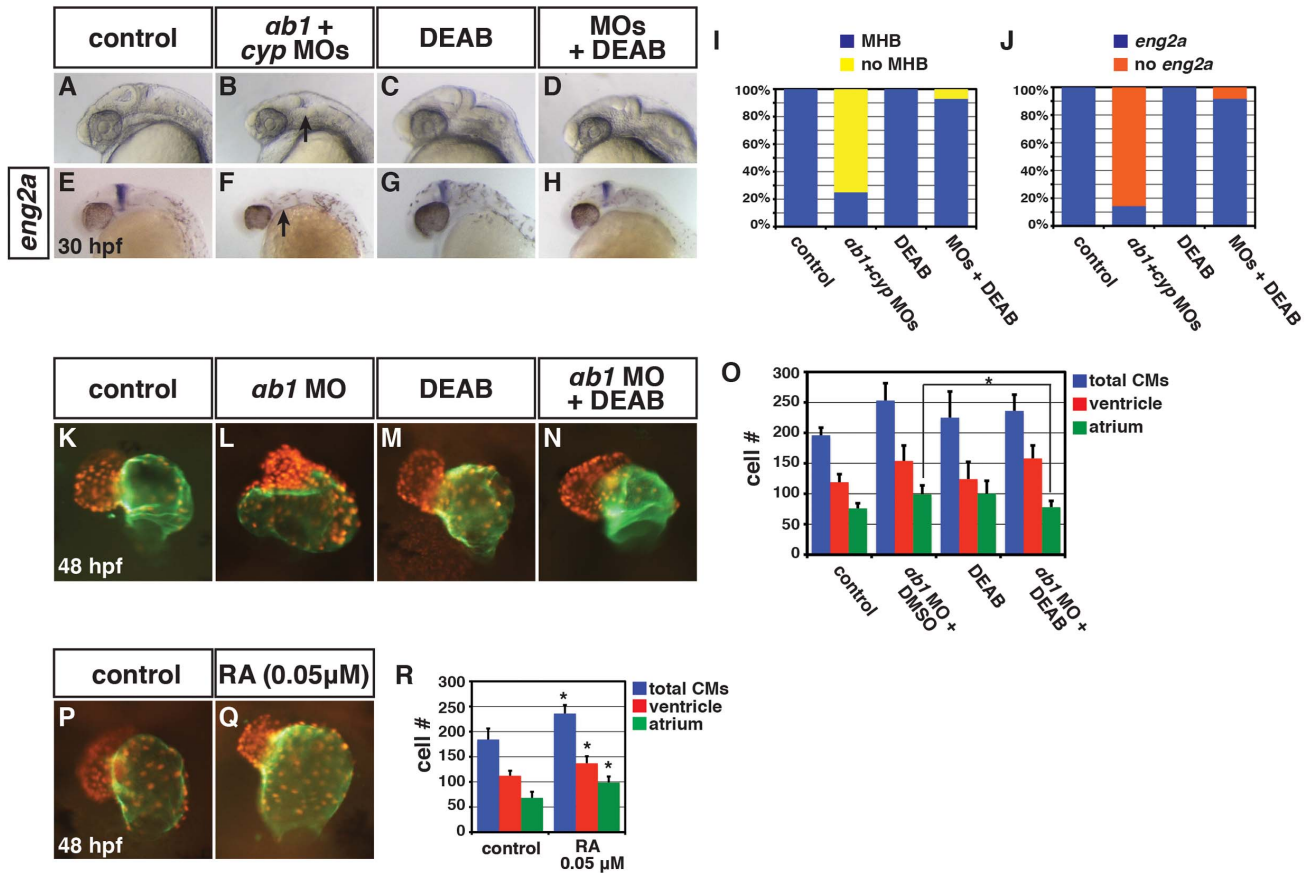 control
ab1 +
cyp MOs
DEAB
MOs
+ DEAB
A
B
C
D
eng2a
E
F
G
H
30 hpf
I
MHB
no MHB
100%
80%
60%
40%
20%
0%
control
ab1+cyp MOs
DEAB
MOs + DEAB
J
eng2a
no eng2a
100%
80%
60%
40%
20%
0%
control
ab1+cyp MOs
DEAB
MOs + DEAB
control
ab1 MO
DEAB
ab1 MO
+ DEAB
K
L
M
N
48 hpf
O
300
250
200
150
100
50
0
cell #
*
total CMs
ventricle
atrium
control
ab1 MO +
DMSO
DEAB
ab1 MO +
DEAB
control
RA (0.05µM)
P
Q
48 hpf
R
300
250
200
150
100
50
0
cell #
*
*
*
total CMs
ventricle
atrium
control
RA
0.05 µM